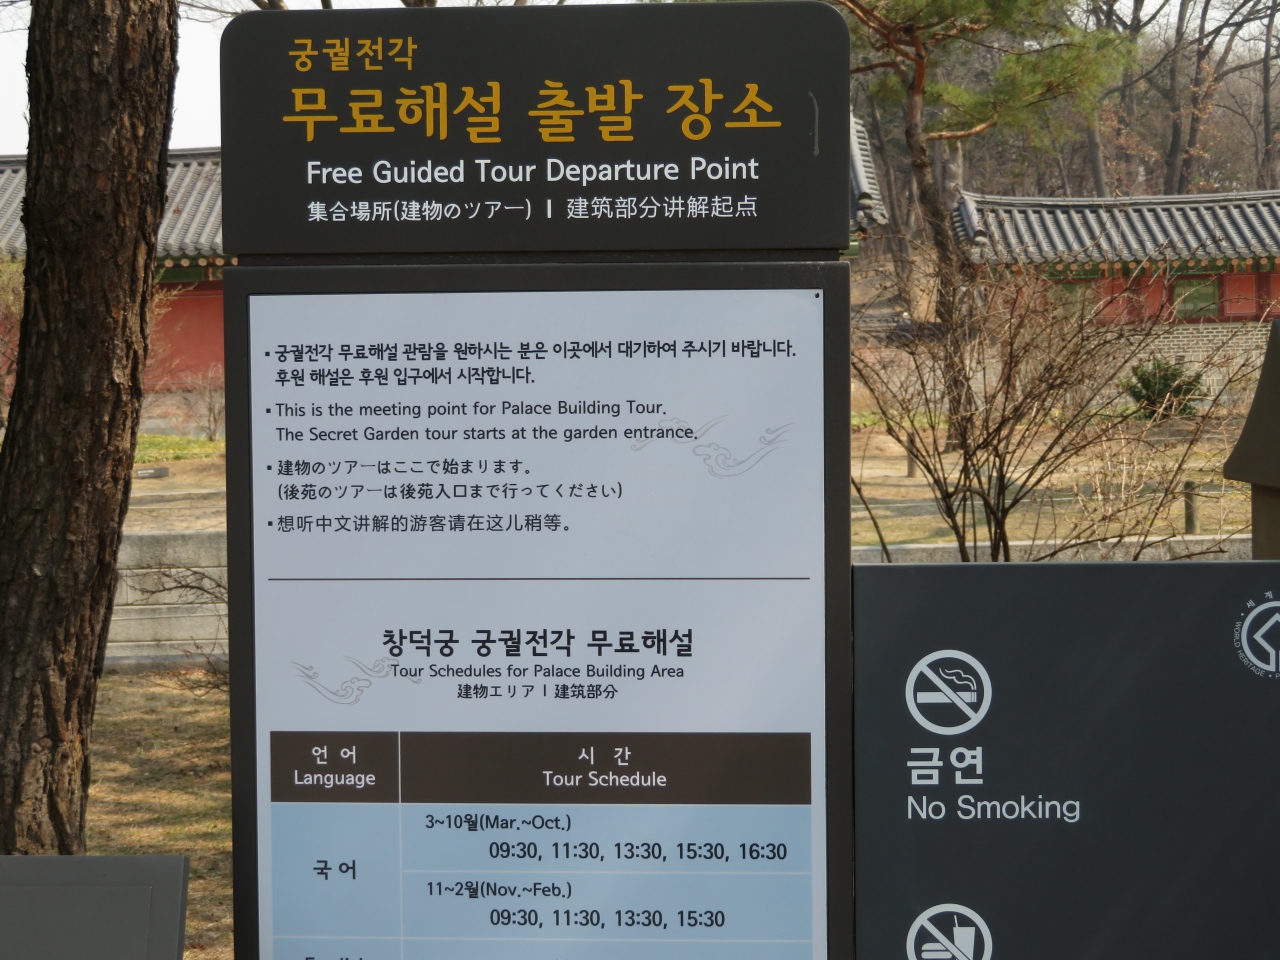 궁궐전각
무료해설 출발 장소
Free Guided Tour Departure Point
集合場所(建物のツアー) | 建筑部分讲解起点
▪ 궁궐전각 무료해설 관람을 원하시는 분은 이곳에서 대기하여 주시기 바랍니다.
후원 해설은 후원 입구에서 시작합니다.
▪ This is the meeting point for Palace Building Tour.
The Secret Garden tour starts at the garden entrance.
▪ 建物のツアーはここで始まります。
(後苑のツアーは後苑入口まで行ってください)
▪ 想听中文讲解的游客请在这儿稍等。
창덕궁 궁궐전각 무료해설
Tour Schedules for Palace Building Area
建物エリア | 建筑部分
언 어 시 간
Language Tour Schedule
3~10월(Mar.~Oct.)
09:30, 11:30, 13:30, 15:30, 16:30
국 어
11~2월(Nov.~Feb.)
09:30, 11:30, 13:30, 15:30
세계
WORLD HERITAGE
금연
No Smoking